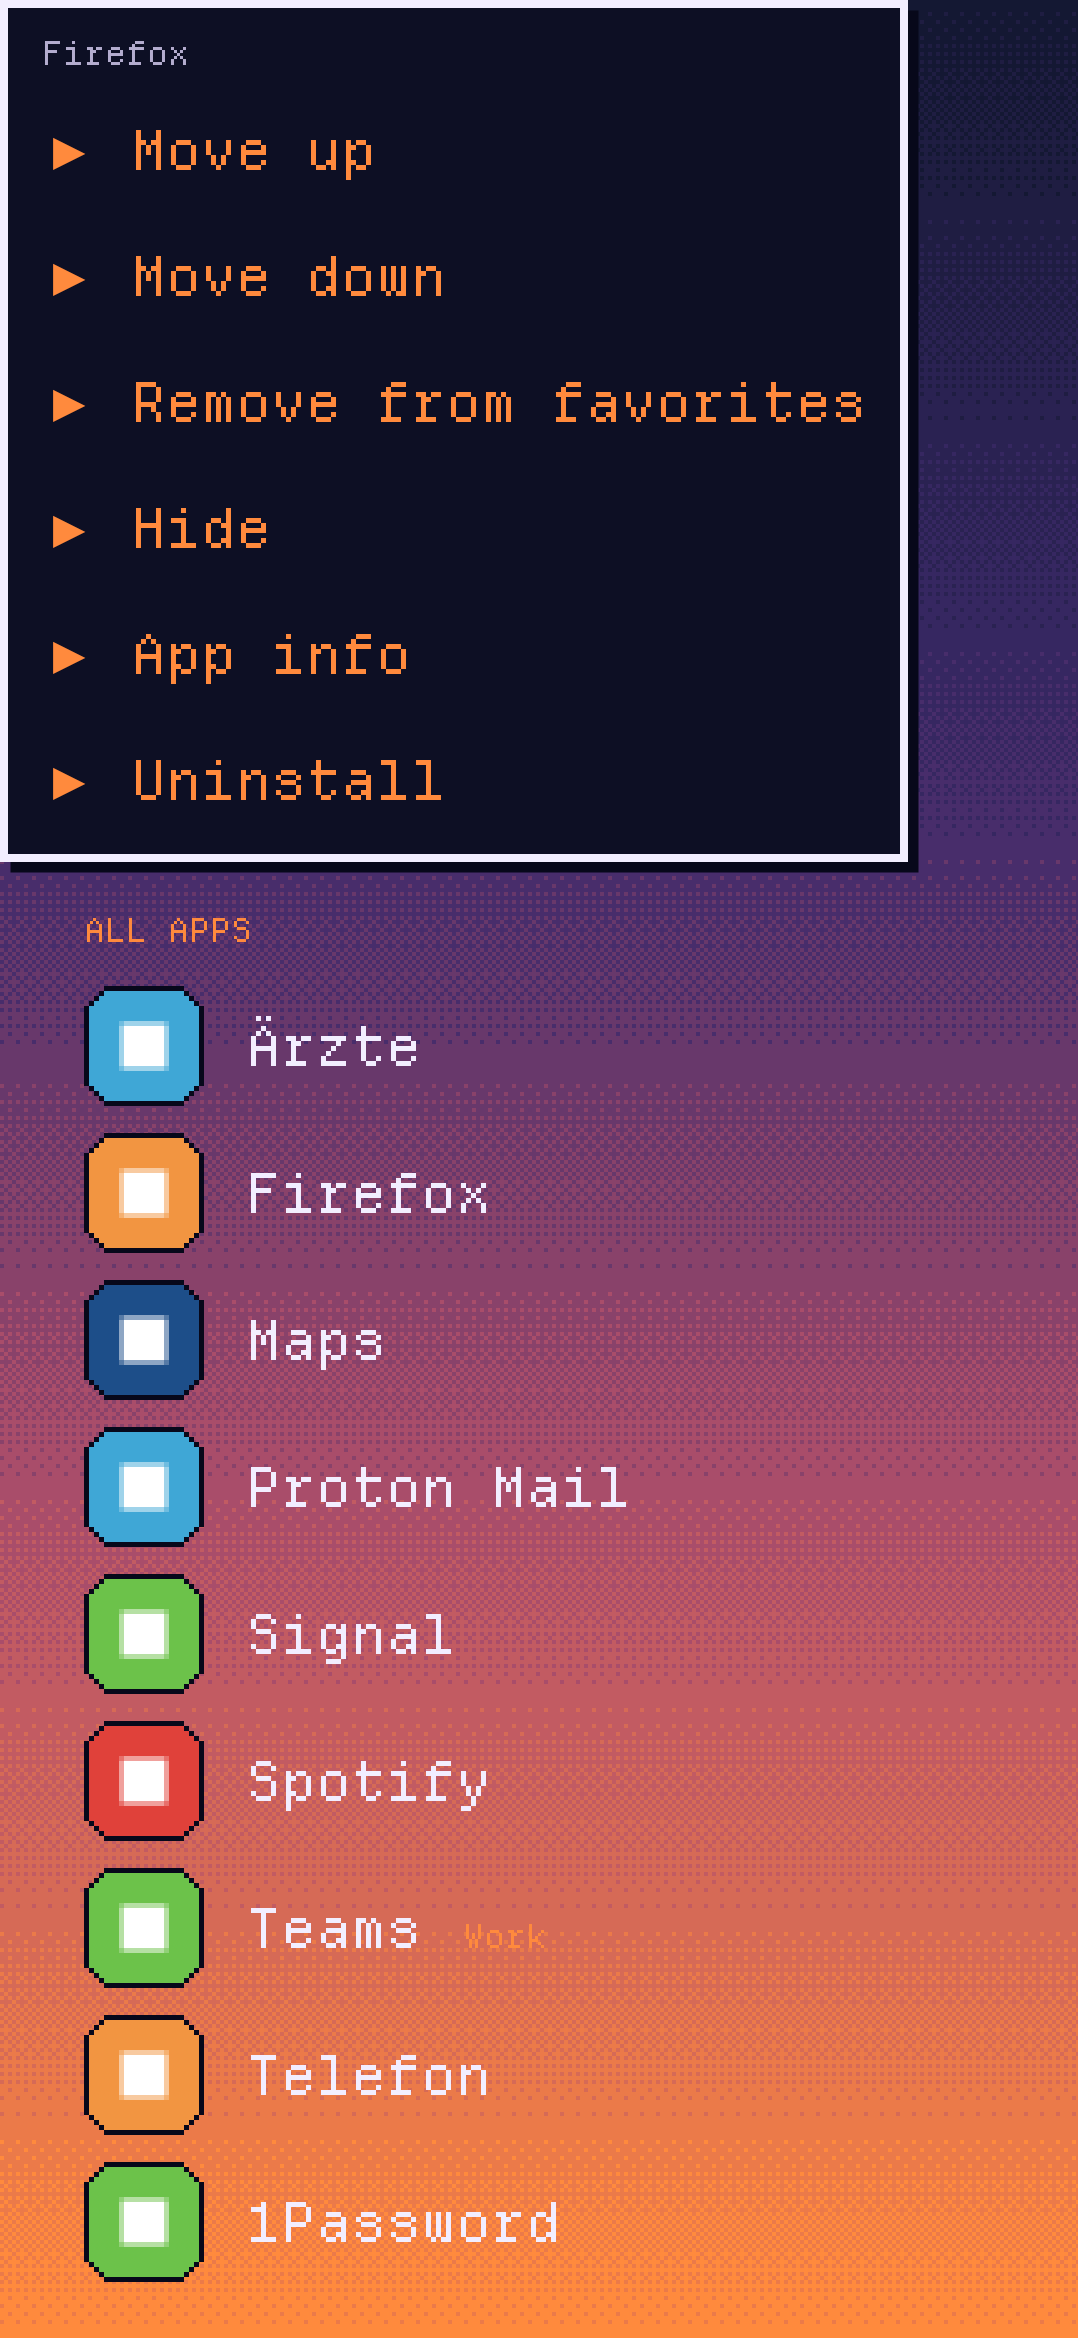 Firefox
▶ Move up
▶ Move down
▶ Remove from favorites
▶ Hide
▶ App info
▶ Uninstall
ALL APPS
Ärzte
Firefox
Maps
Proton Mail
Signal
Spotify
Teams Work
Telefon
1Password